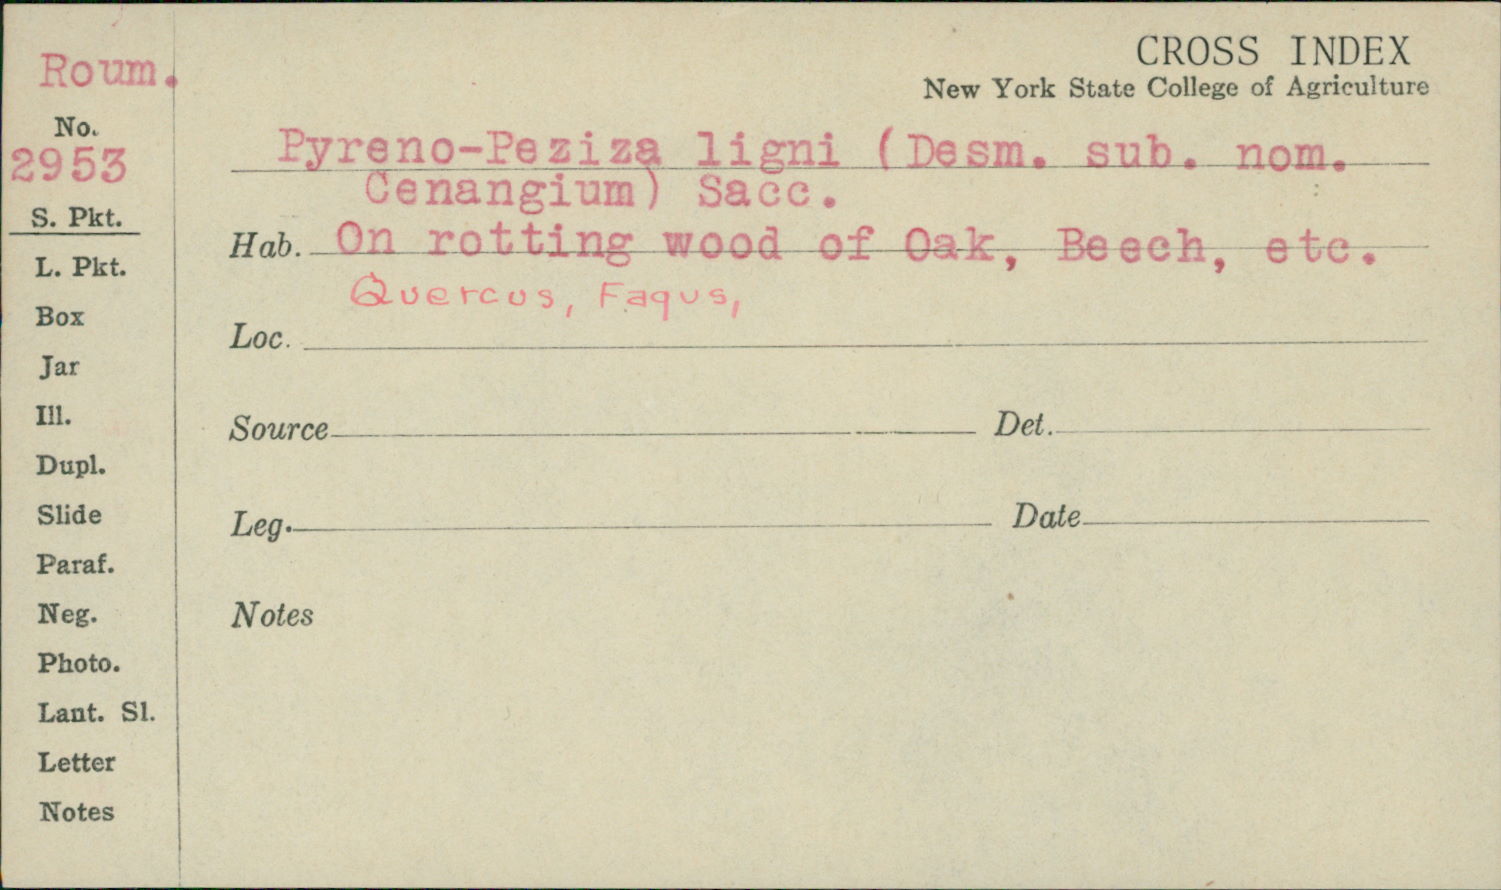 Roum.
No.
2953
S. Pkt.
L. Pkt.
Box
Jar
Ill.
Dupl.
Slide
Paraf.
Neg.
Photo.
Lant. Sl.
Letter
Notes
CROSS INDEX
New York State College of Agriculture
Pyreno-Peziza ligni (Desm. sub. nom.
Cenangium) Sacc.
Hab. On rotting wood of Oak, Beech, etc.
Quercus, Fagus,
Loc.
Source Det.
Leg. Date
Notes